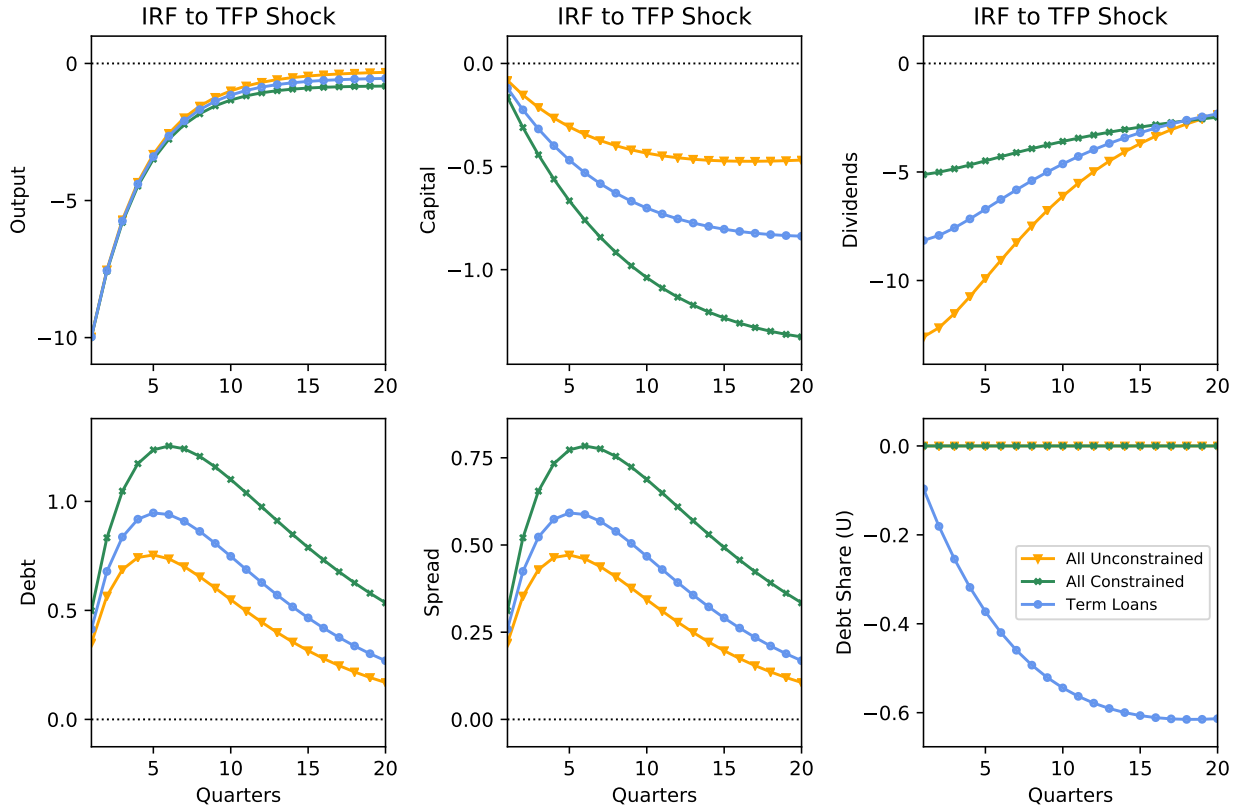 IRF to TFP Shock
IRF to TFP Shock
IRF to TFP Shock
Output
0
−5
−10
5
10
15
20
Capital
0.0
−0.5
−1.0
5
10
15
20
Dividends
0
−5
−10
5
10
15
20
Debt
1.0
0.5
0.0
5
10
15
20
Quarters
Spread
0.75
0.50
0.25
0.00
5
10
15
20
Quarters
Debt Share (U)
0.0
−0.2
−0.4
−0.6
All Unconstrained
All Constrained
Term Loans
5
10
15
20
Quarters